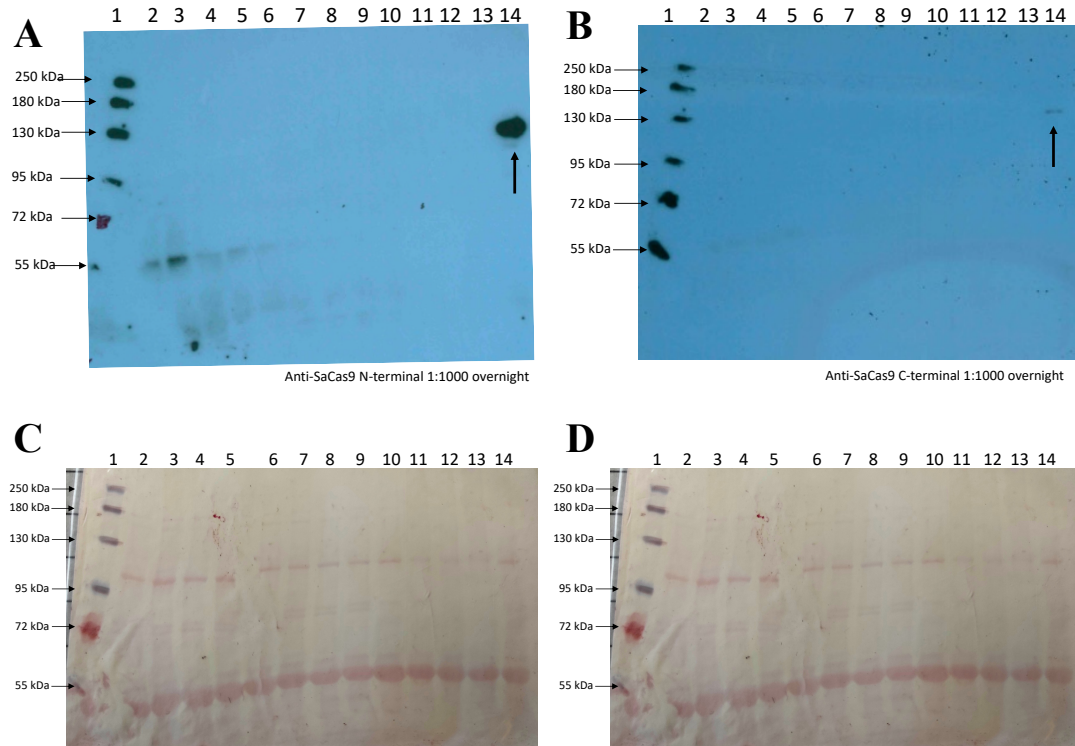 A
1 2 3 4 5 6 7 8 9 10 11 12 13 14
250 kDa
180 kDa
130 kDa
95 kDa
72 kDa
55 kDa
Anti-SaCas9 N-terminal 1:1000 overnight
B
1 2 3 4 5 6 7 8 9 10 11 12 13 14
250 kDa
180 kDa
130 kDa
95 kDa
72 kDa
55 kDa
Anti-SaCas9 C-terminal 1:1000 overnight
C
1 2 3 4 5 6 7 8 9 10 11 12 13 14
250 kDa
180 kDa
130 kDa
95 kDa
72 kDa
55 kDa
D
1 2 3 4 5 6 7 8 9 10 11 12 13 14
250 kDa
180 kDa
130 kDa
95 kDa
72 kDa
55 kDa